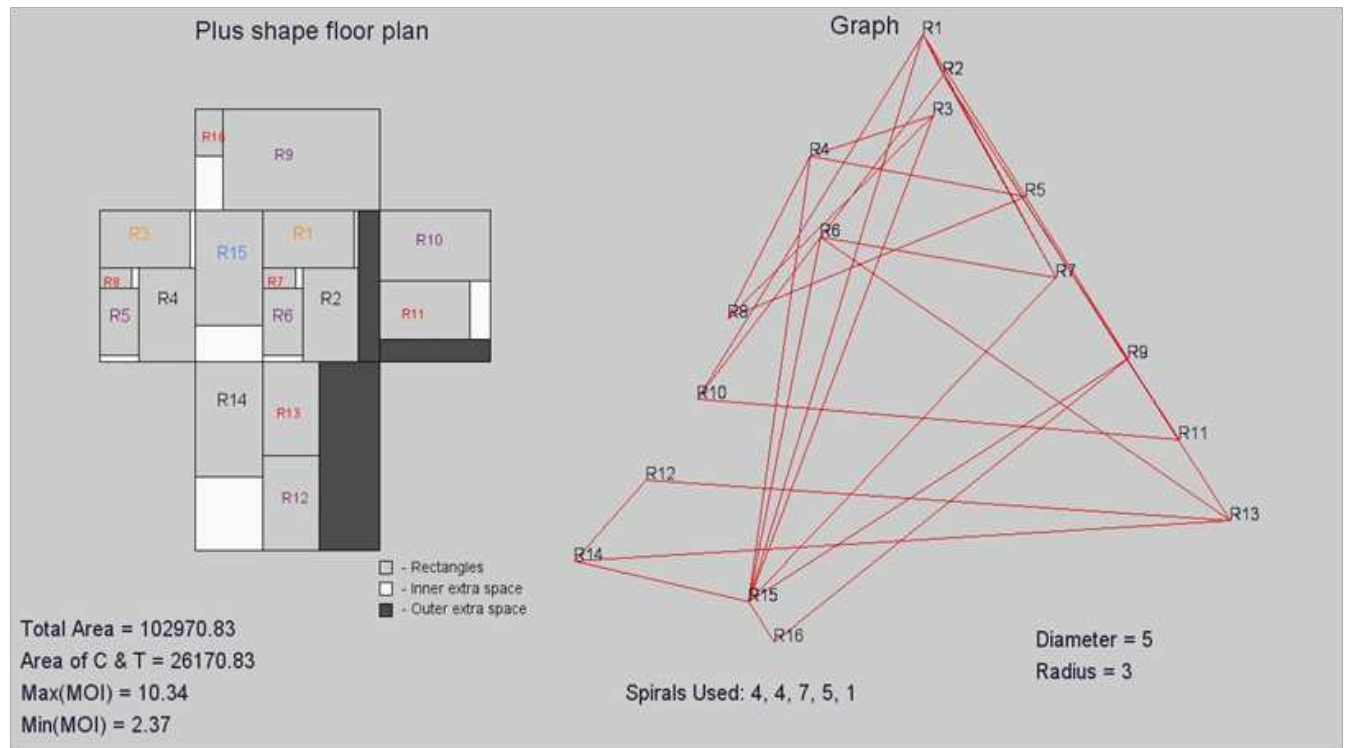 Plus shape floor plan
Graph
R16
R9
R3
R15
R1
R10
R8
R4
R7
R2
R5
R6
R11
R14
R13
R12
- Rectangles
- Inner extra space
- Outer extra space
Total Area = 102970.83
Area of C & T = 26170.83
Max(MOI) = 10.34
Min(MOI) = 2.37
R1
R2
R3
R4
R5
R6
R7
R8
R9
R10
R11
R12
R13
R14
R15
R16
Diameter = 5
Radius = 3
Spirals Used: 4, 4, 7, 5, 1